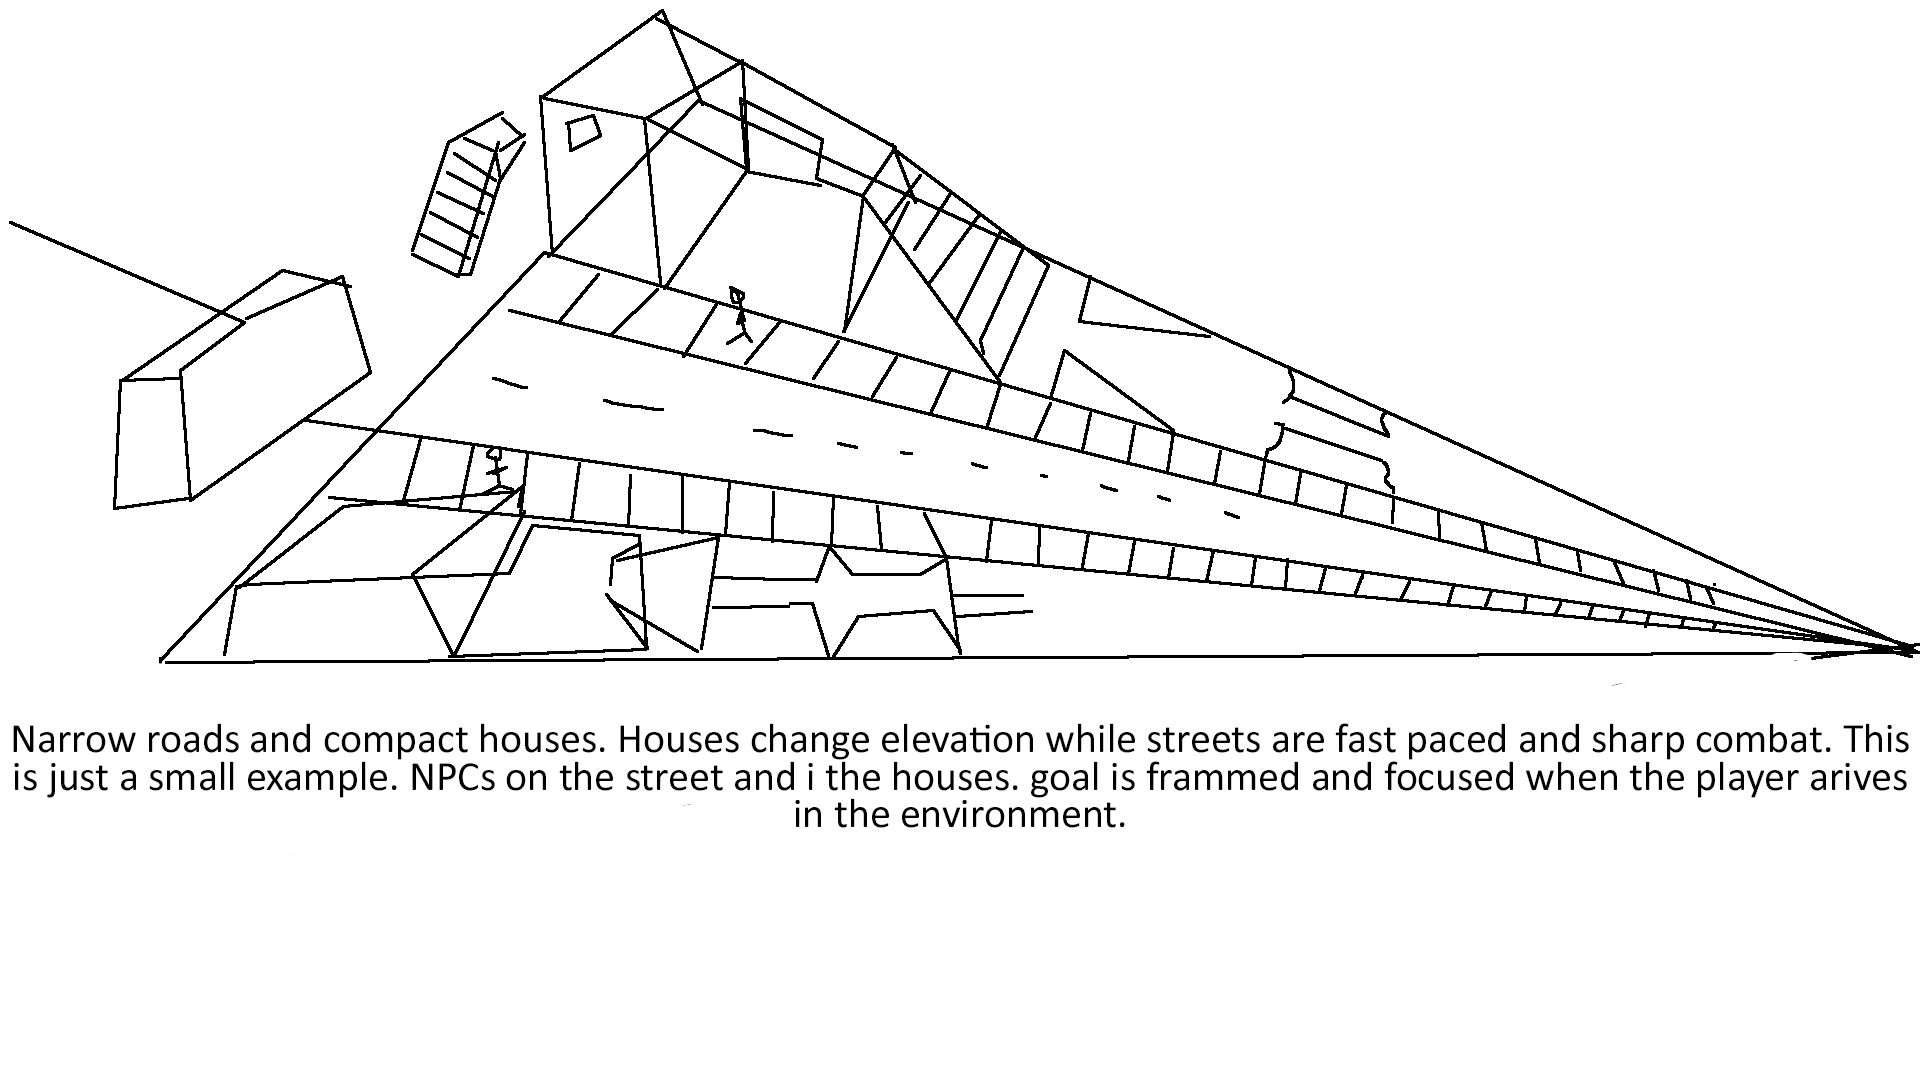 Narrow roads and compact houses. Houses change elevation while streets are fast paced and sharp combat. This
is just a small example. NPCs on the street and i the houses. goal is frammed and focused when the player arives
in the environment.